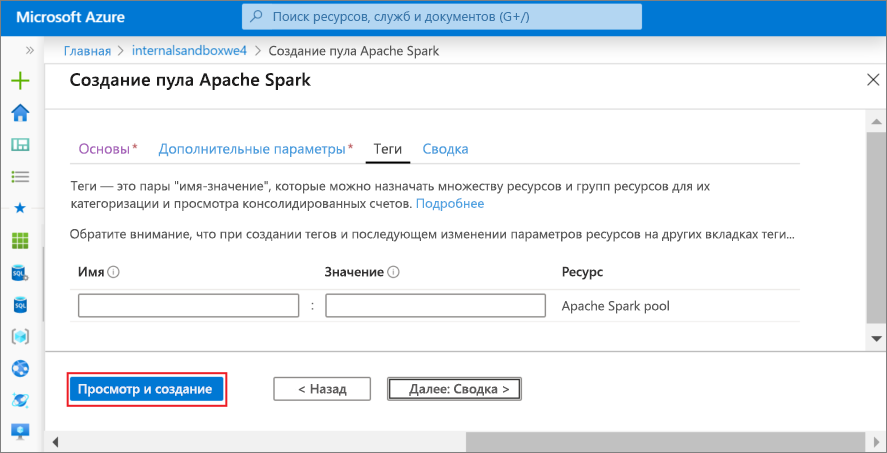 Microsoft Azure
Поиск ресурсов, служб и документов (G+/)
Главная > internalsandboxwe4 > Создание пула Apache Spark
Создание пула Apache Spark
Основы* Дополнительные параметры* Теги Сводка
Теги — это пары "имя-значение", которые можно назначать множеству ресурсов и групп ресурсов для их
категоризации и просмотра консолидированных счетов. Подробнее
Обратите внимание, что при создании тегов и последующем изменении параметров ресурсов на других вкладках теги...
Имя Значение Ресурс
: Apache Spark pool
Просмотр и создание < Назад Далее: Сводка >
SQL
SQL